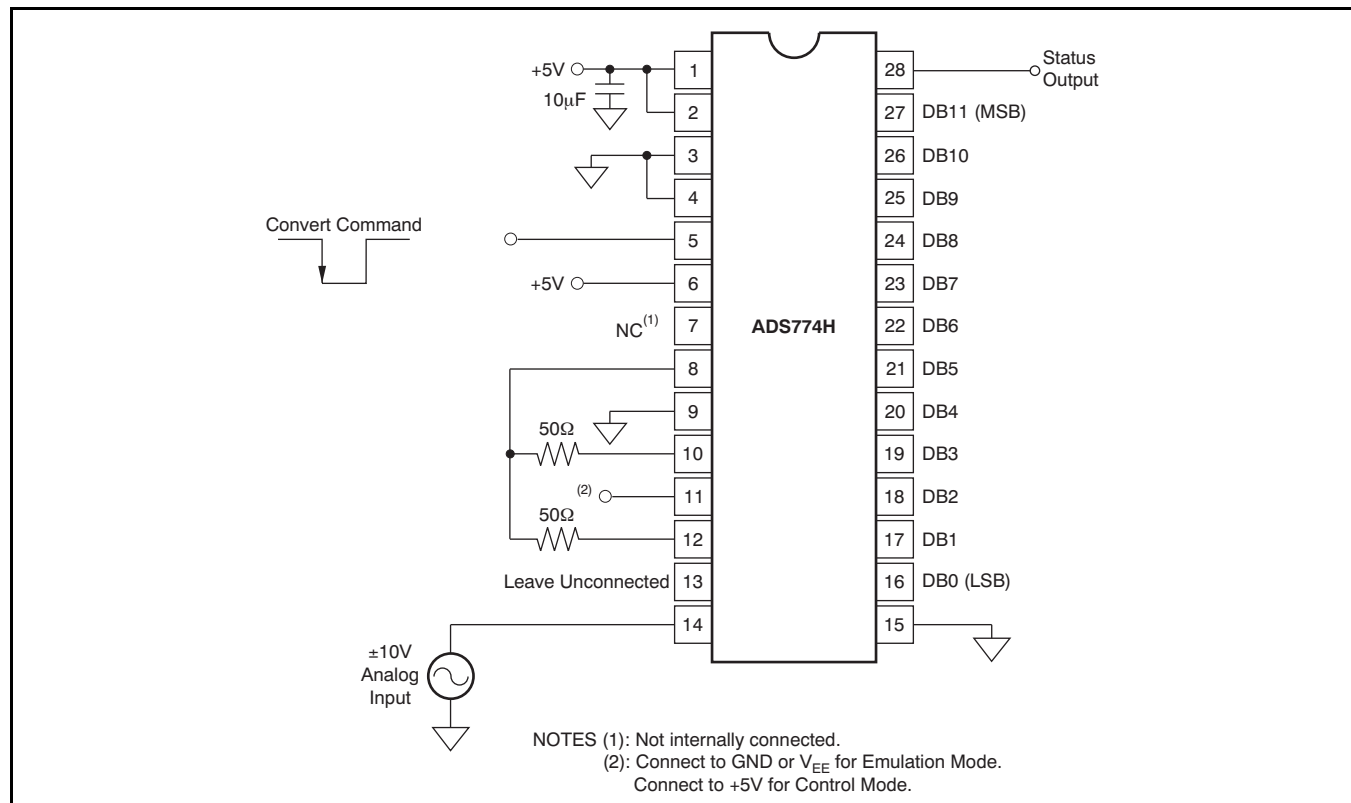 +5V
10µF
1
2
3
4
Convert Command
5
+5V
6
NC(1)
7
8
9
50Ω
10
(2)
11
50Ω
12
Leave Unconnected
13
14
±10V
Analog
Input
ADS774H
28
Status
Output
27
DB11 (MSB)
26
DB10
25
DB9
24
DB8
23
DB7
22
DB6
21
DB5
20
DB4
19
DB3
18
DB2
17
DB1
16
DB0 (LSB)
15
NOTES (1): Not internally connected.
(2): Connect to GND or VEE for Emulation Mode.
Connect to +5V for Control Mode.